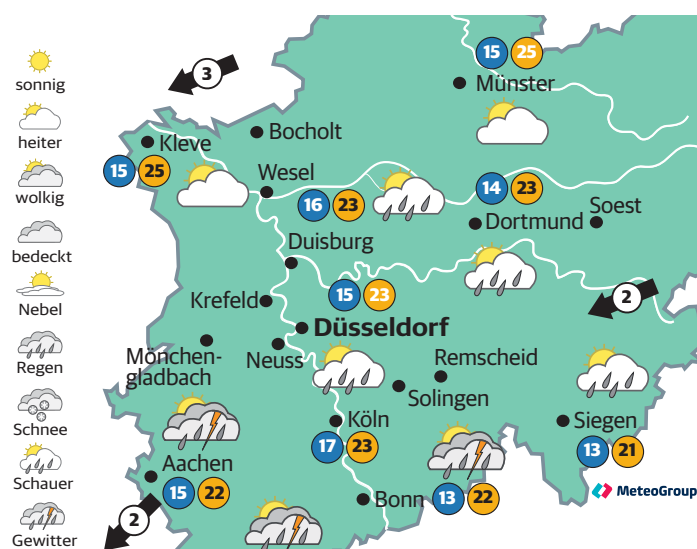 sonnig
heiter
wolkig
bedeckt
Nebel
Regen
Schnee
Schauer
Gewitter
3
15 25
Münster
Bocholt
Kleve
15 25
Wesel
16 23
14 23
Dortmund
Soest
Duisburg
15 23
Krefeld
2
Düsseldorf
Mönchen-
gladbach
Neuss
Remscheid
Solingen
Köln
17 23
Siegen
13 21
Aachen
15 22
2
Bonn
13 22
MeteoGroup